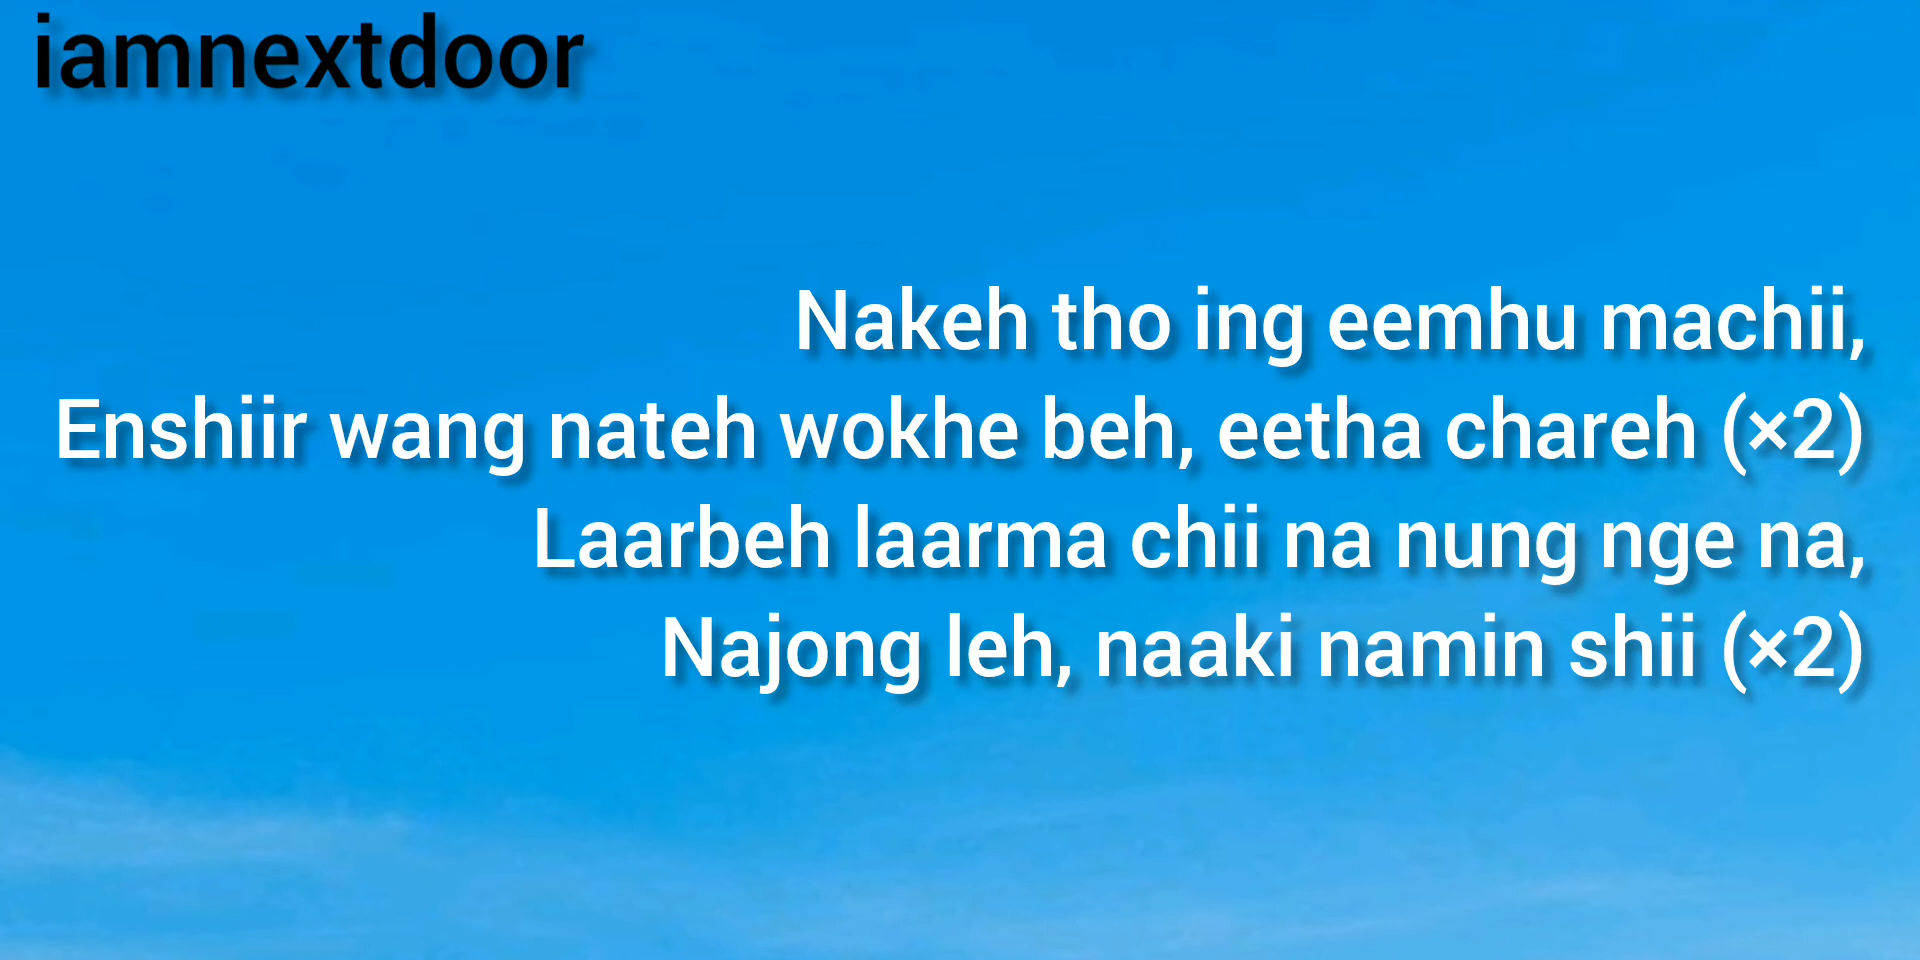 iamnextdoor
Nakeh tho ing eemhu machii,
Enshiir wang nateh wokhe beh, eetha chareh (×2)
Laarbeh laarma chii na nung nge na,
Najong leh, naaki namin shii (×2)